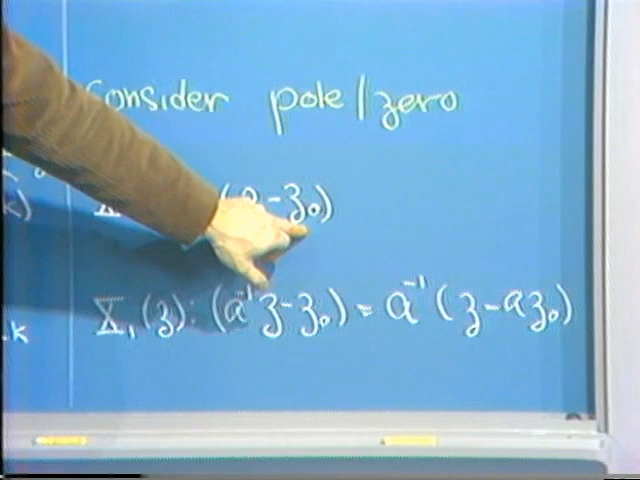 Consider pole/zero
(z-z₀)
X₁(z): (a⁻¹z-z₀) = a⁻¹(z-az₀)